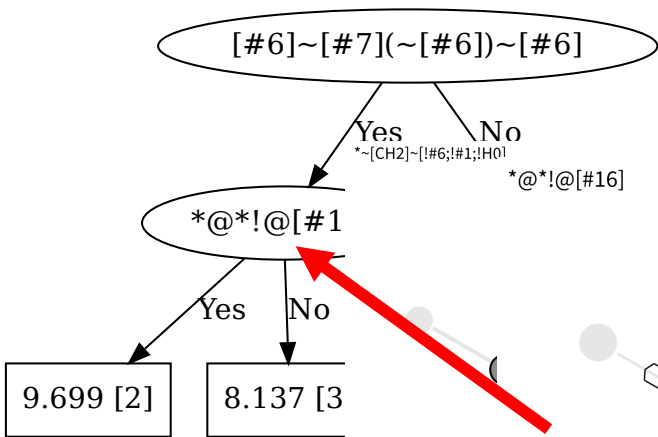 [#6]~[#7](~[#6])~[#6]
Yes
No
*~[CH2]~[!#6;!#1;!H0]
*@*!@[#16]
*@*!@[#1
Yes
No
9.699 [2]
8.137 [3